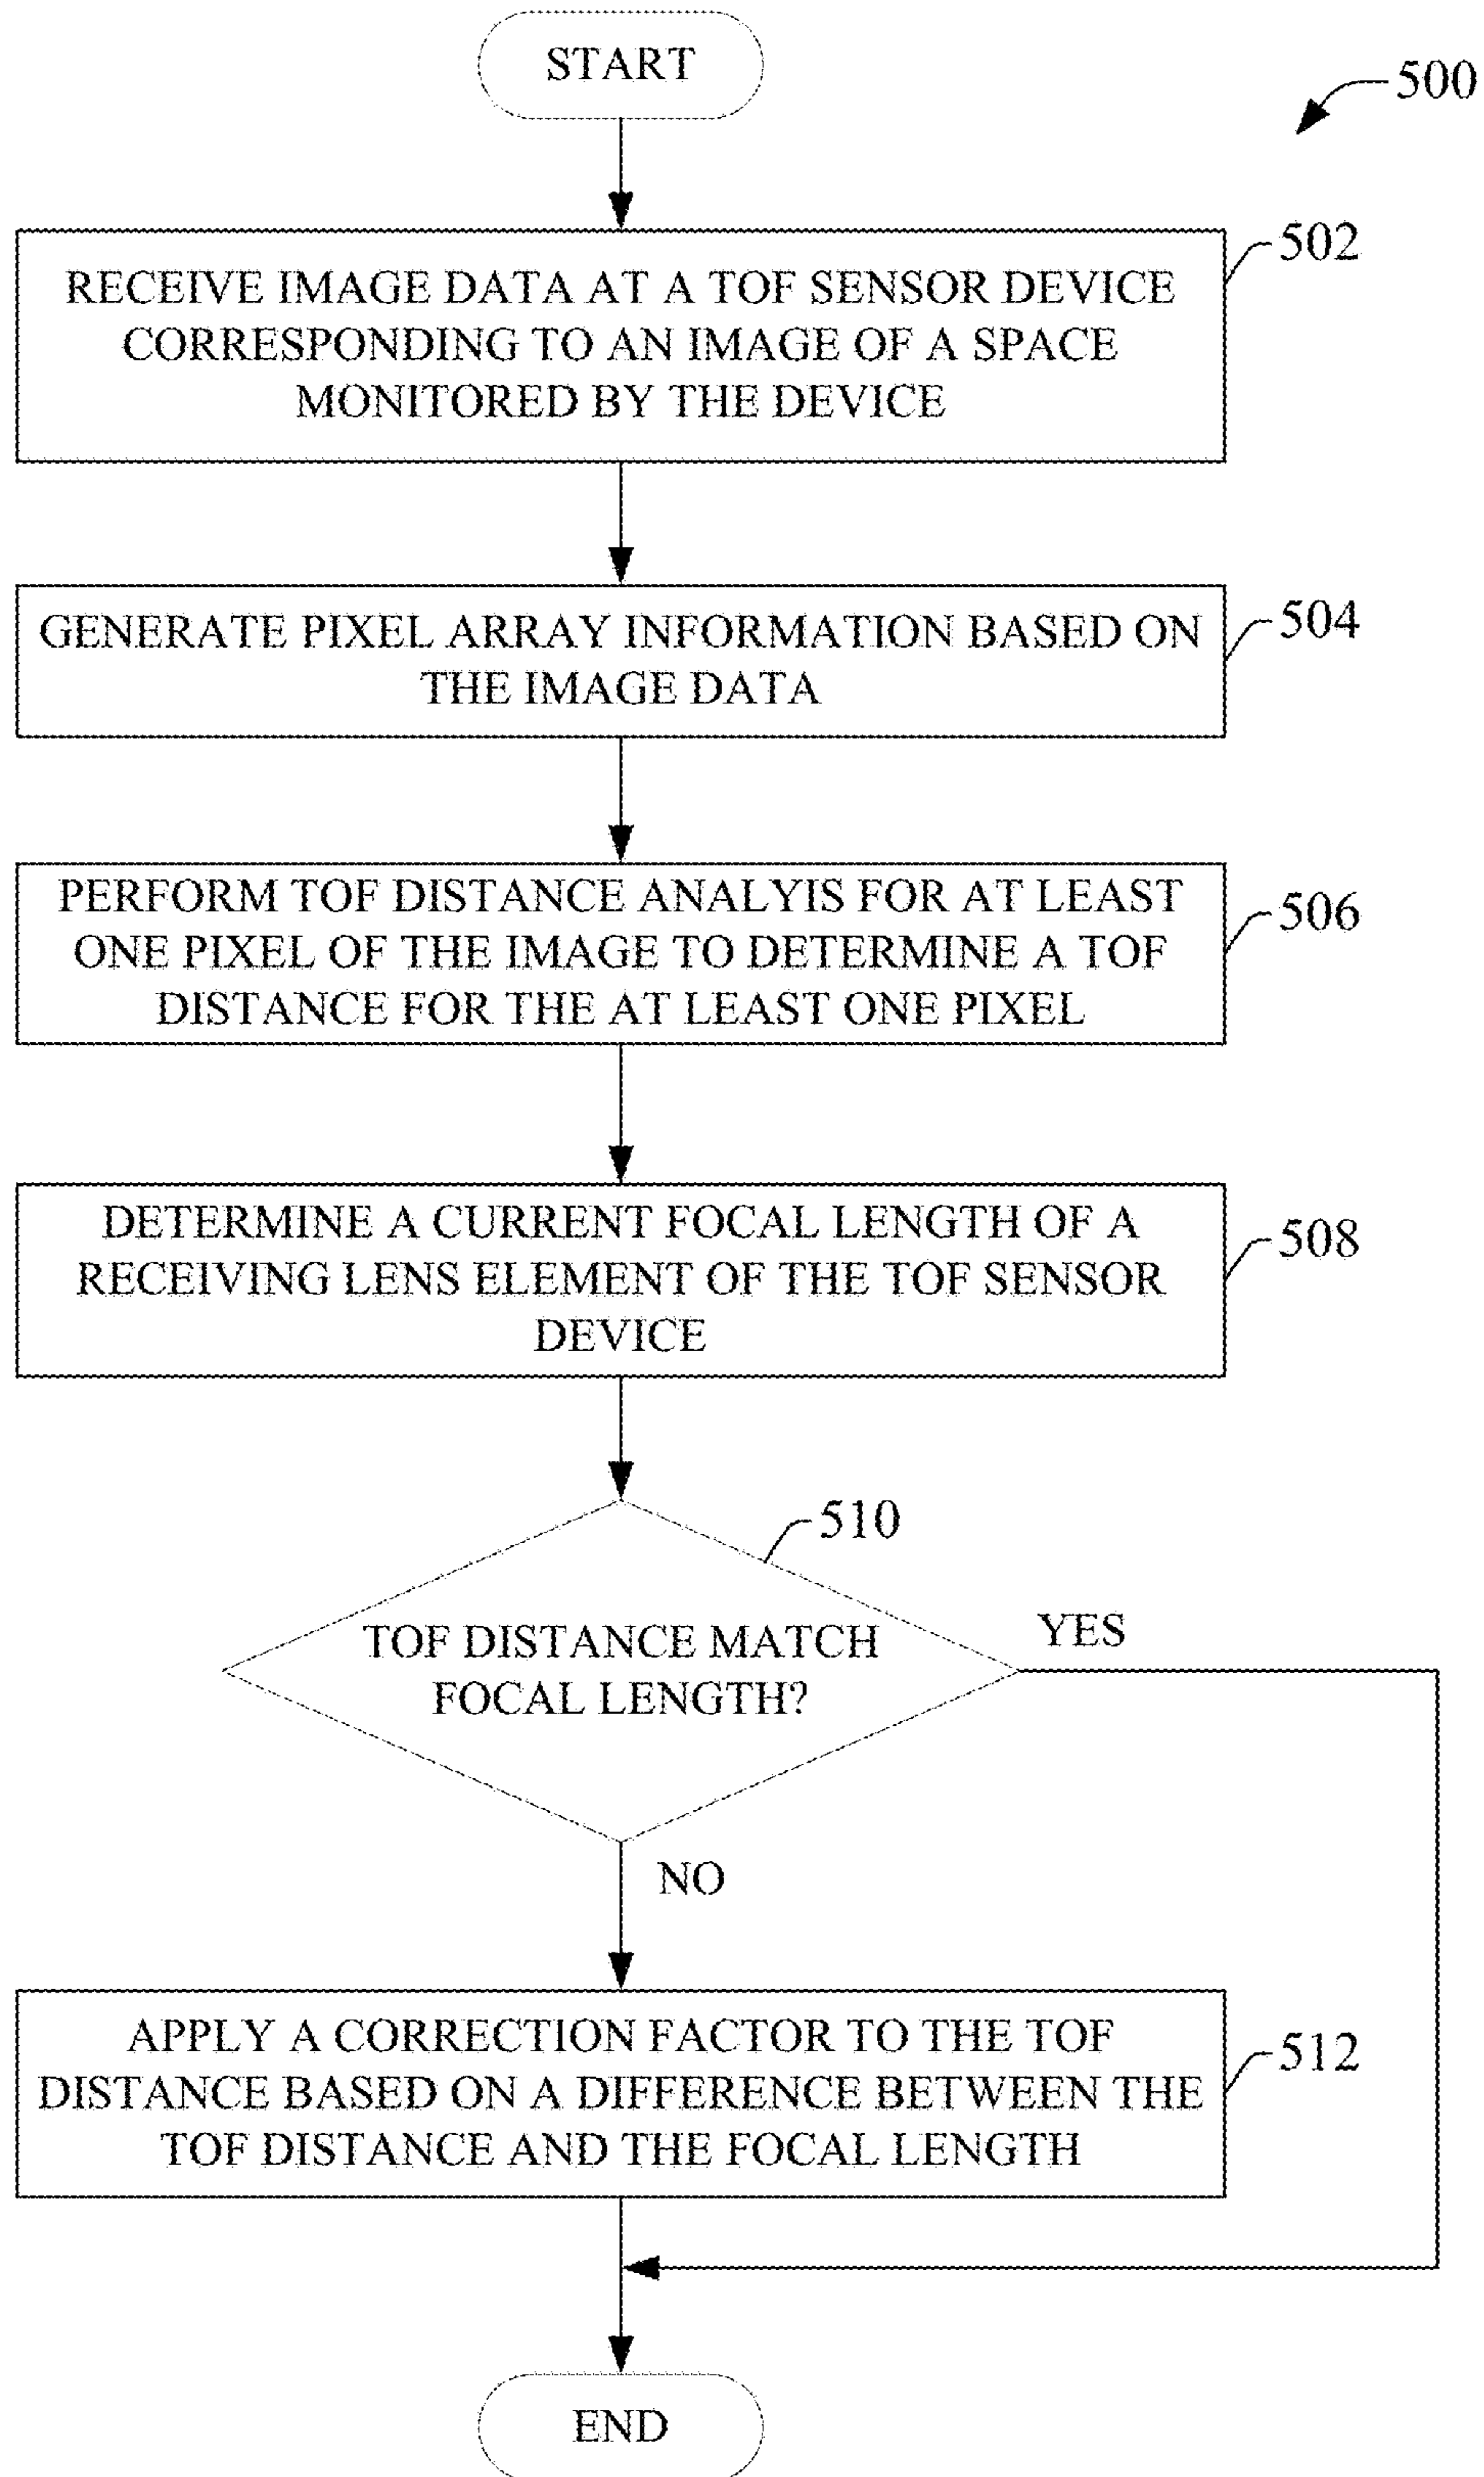 START
500
502
RECEIVE IMAGE DATA AT A TOF SENSOR DEVICE
CORRESPONDING TO AN IMAGE OF A SPACE
MONITORED BY THE DEVICE
504
GENERATE PIXEL ARRAY INFORMATION BASED ON
THE IMAGE DATA
506
PERFORM TOF DISTANCE ANALYIS FOR AT LEAST
ONE PIXEL OF THE IMAGE TO DETERMINE A TOF
DISTANCE FOR THE AT LEAST ONE PIXEL
508
DETERMINE A CURRENT FOCAL LENGTH OF A
RECEIVING LENS ELEMENT OF THE TOF SENSOR
DEVICE
510
TOF DISTANCE MATCH
FOCAL LENGTH?
YES
NO
512
APPLY A CORRECTION FACTOR TO THE TOF
DISTANCE BASED ON A DIFFERENCE BETWEEN THE
TOF DISTANCE AND THE FOCAL LENGTH
END